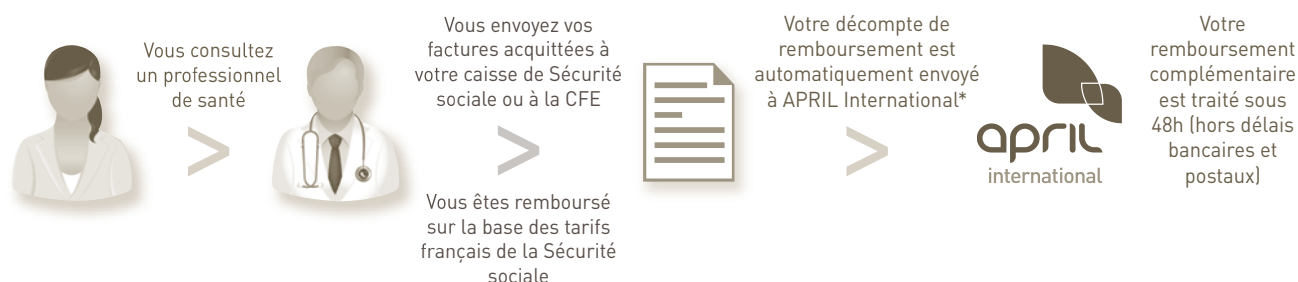 Vous consultez
un professionnel
de santé
Vous envoyez vos
factures acquittées à
votre caisse de Sécurité
sociale ou à la CFE
Vous êtes remboursé
sur la base des tarifs
français de la Sécurité
sociale
Votre décompte de
remboursement est
automatiquement envoyé
à APRIL International*
april
international
Votre
remboursement
complémentaire
est traité sous
48h (hors délais
bancaires et
postaux)